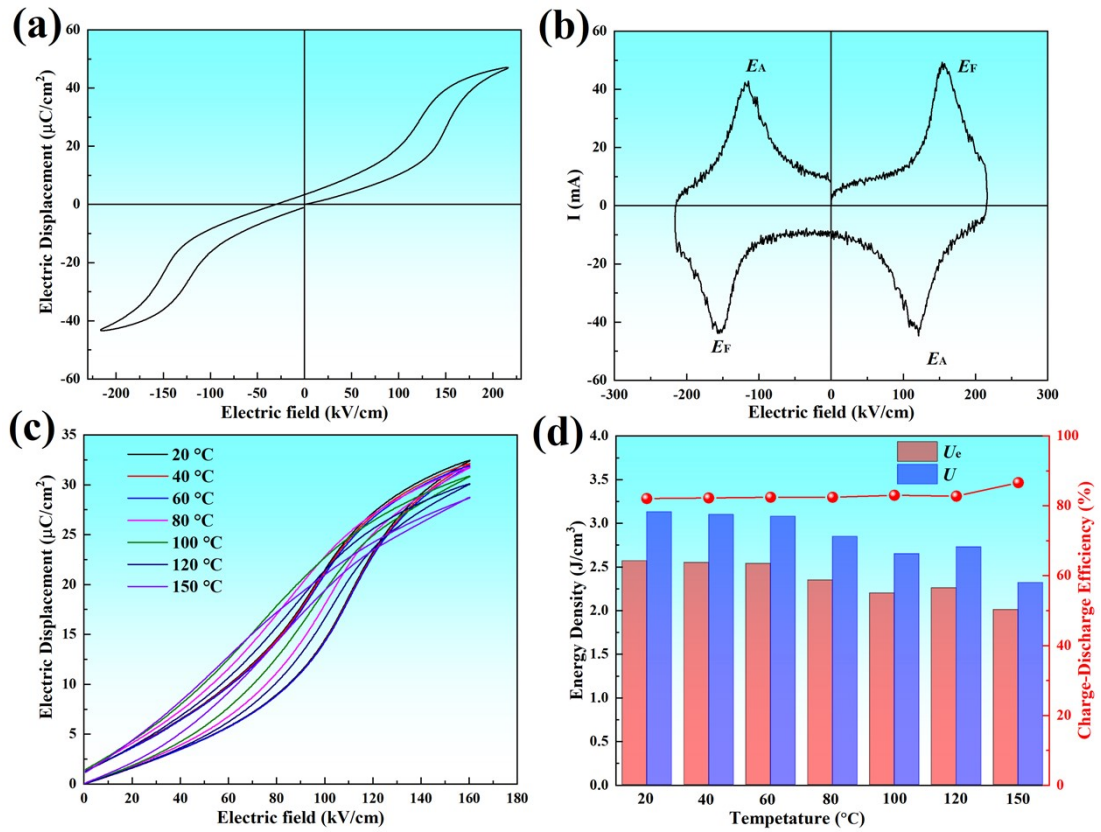 (a)
60
40
20
0
-20
-40
-60
Electric Displacement (μC/cm²)
-200 -150 -100 -50 0 50 100 150 200
Electric field (kV/cm)
(b)
60
40
20
0
-20
-40
-60
I (mA)
EA
EF
EF
EA
-300 -200 -100 0 100 200 300
Electric field (kV/cm)
(c)
35
30
25
20
15
10
5
0
Electric Displacement (μC/cm²)
20 °C
40 °C
60 °C
80 °C
100 °C
120 °C
150 °C
0 20 40 60 80 100 120 140 160 180
Electric field (kV/cm)
(d)
4.0
3.5
3.0
2.5
2.0
1.5
1.0
0.5
0.0
Energy Density (J/cm³)
Ue
U
100
80
60
40
20
0
Charge-Discharge Efficiency (%)
20 40 60 80 100 120 150
Tempetature (°C)